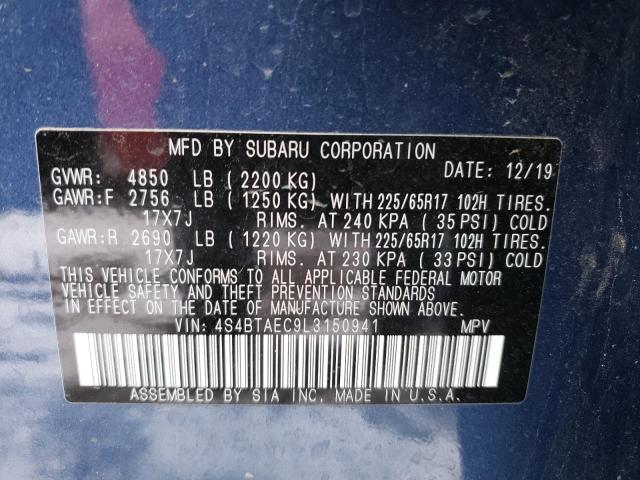 MFD BY SUBARU CORPORATION
GVWR: 4850 LB ( 2200 KG) DATE: 12/19
GAWR:F 2756 LB ( 1250 KG) WITH 225/65R17 102H TIRES.
17X7J RIMS. AT 240 KPA ( 35 PSI) COLD
GAWR:R 2690 LB ( 1220 KG) WITH 225/65R17 102H TIRES.
17X7J RIMS. AT 230 KPA ( 33 PSI) COLD
THIS VEHICLE CONFORMS TO ALL APPLICABLE FEDERAL MOTOR
VEHICLE SAFETY AND THEFT PREVENTION STANDARDS
IN EFFECT ON THE DATE OF MANUFACTURE SHOWN ABOVE.
VIN: 4S4BTAEC9L3150941 MPV
ASSEMBLED BY SIA INC. MADE IN U.S.A.